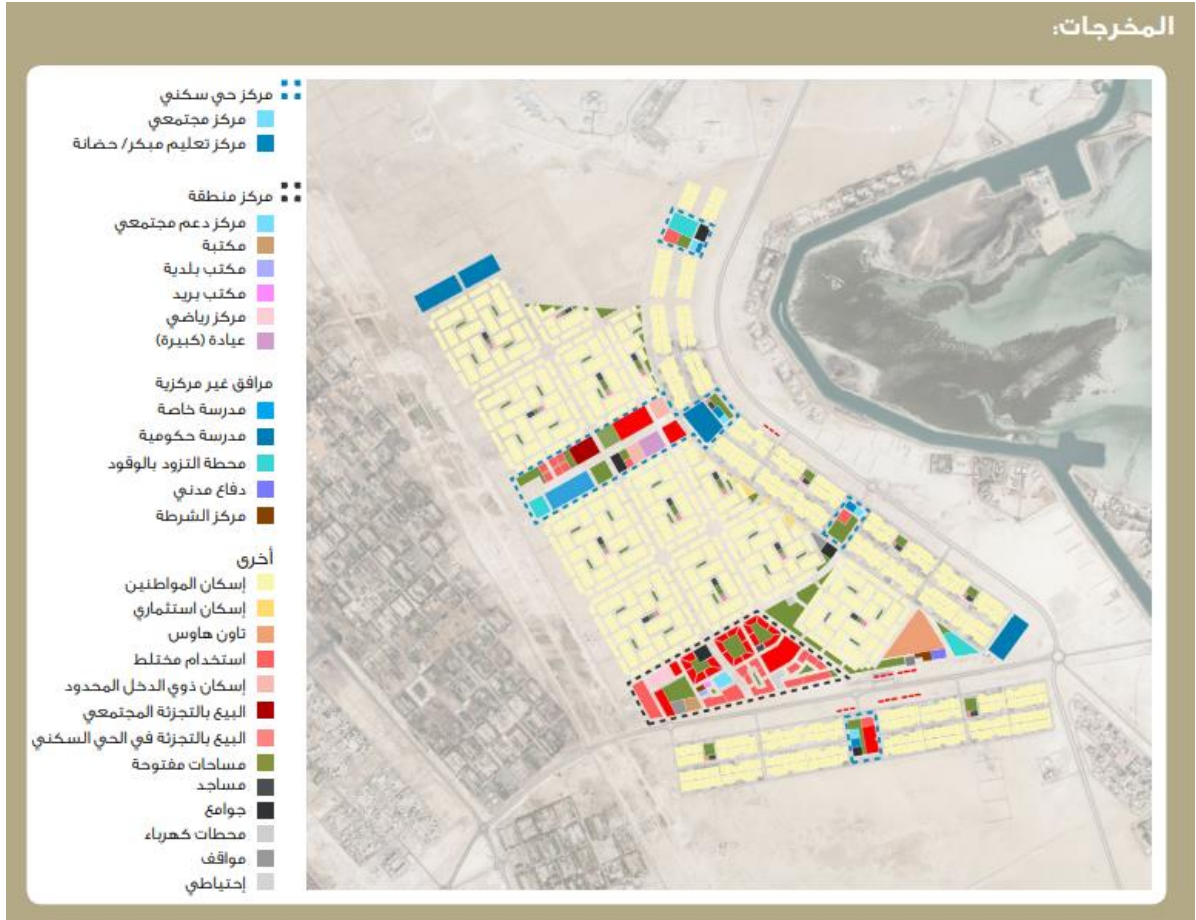 المخرجات:
مركز حي سكني
مركز مجتمعي
مركز تعليم مبكر/ حضانة
مركز منطقة
مركز دعم مجتمعي
مكتبة
مكتب بلدية
مكتب بريد
مركز رياضي
عيادة (كبيرة)
مرافق غير مركزية
مدرسة خاصة
مدرسة حكومية
محطة التزود بالوقود
دفاع مدني
مركز الشرطة
أخرى
إسكان المواطنين
إسكان استثماري
تاون هاوس
استخدام مختلط
إسكان ذوي الدخل المحدود
البيع بالتجزئة المجتمعي
البيع بالتجزئة في الحي السكني
مساحات مفتوحة
مساجد
جوامع
محطات كهرباء
مواقف
إحتياطي